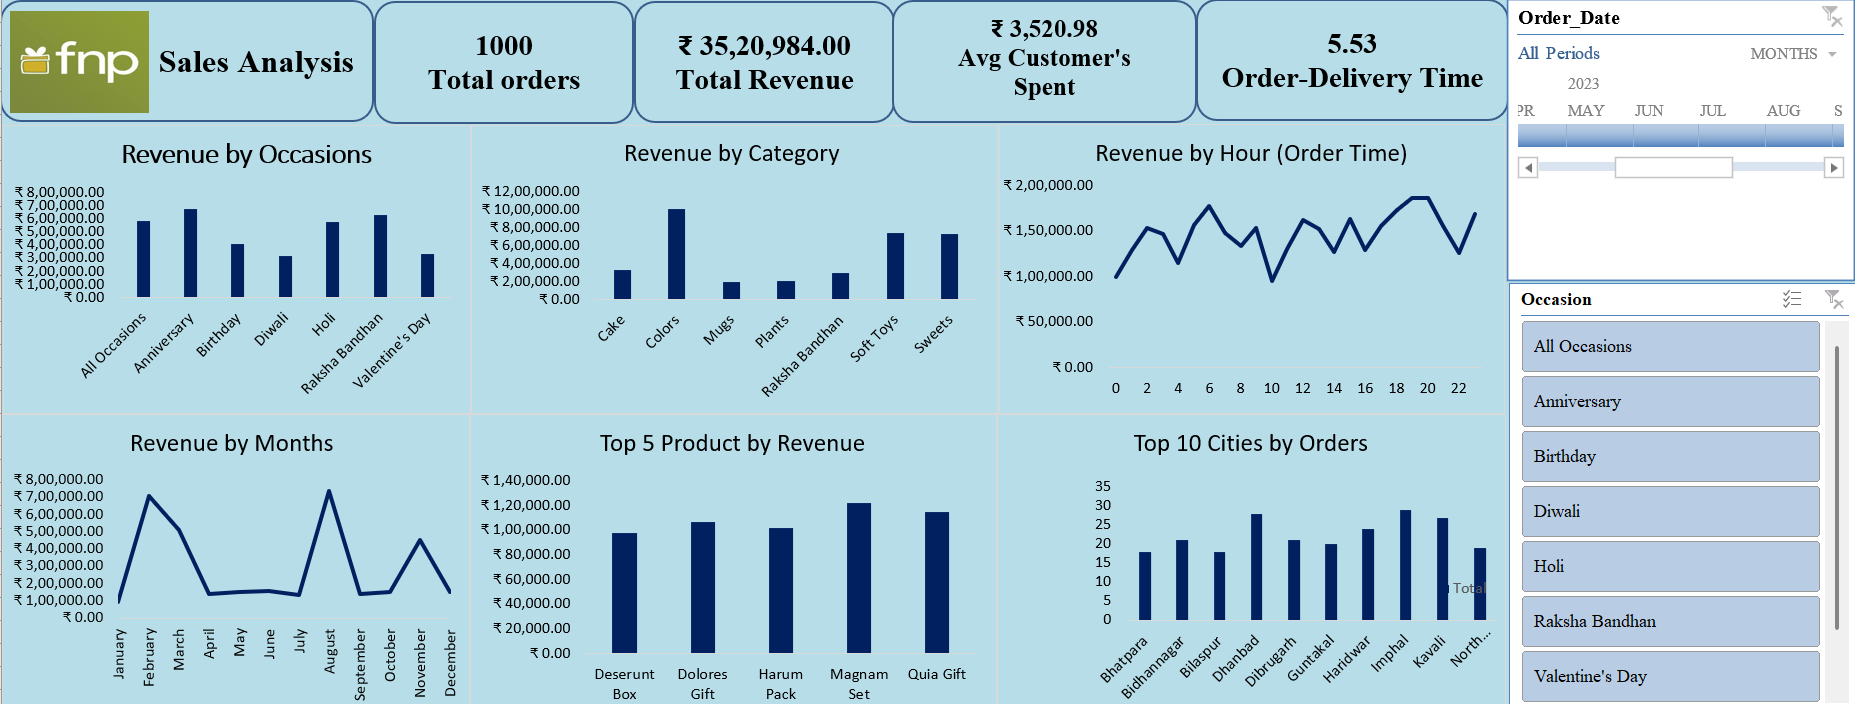 fnp
Sales Analysis
1000
Total orders
₹ 35,20,984.00
Total Revenue
₹ 3,520.98
Avg Customer's
Spent
5.53
Order-Delivery Time
Order_Date
All Periods
MONTHS
2023
PR MAY JUN JUL AUG S
Revenue by Occasions
₹ 8,00,000.00
₹ 7,00,000.00
₹ 6,00,000.00
₹ 5,00,000.00
₹ 4,00,000.00
₹ 3,00,000.00
₹ 2,00,000.00
₹ 1,00,000.00
₹ 0.00
All Occasions
Anniversary
Birthday
Diwali
Holi
Raksha Bandhan
Valentine's Day
Revenue by Category
₹ 12,00,000.00
₹ 10,00,000.00
₹ 8,00,000.00
₹ 6,00,000.00
₹ 4,00,000.00
₹ 2,00,000.00
₹ 0.00
Cake
Colors
Mugs
Plants
Raksha Bandhan
Soft Toys
Sweets
Revenue by Hour (Order Time)
₹ 2,00,000.00
₹ 1,50,000.00
₹ 1,00,000.00
₹ 50,000.00
₹ 0.00
0 2 4 6 8 10 12 14 16 18 20 22
Occasion
All Occasions
Anniversary
Birthday
Diwali
Holi
Raksha Bandhan
Valentine's Day
Revenue by Months
₹ 8,00,000.00
₹ 7,00,000.00
₹ 6,00,000.00
₹ 5,00,000.00
₹ 4,00,000.00
₹ 3,00,000.00
₹ 2,00,000.00
₹ 1,00,000.00
₹ 0.00
January
February
March
April
May
June
July
August
September
October
November
December
Top 5 Product by Revenue
₹ 1,40,000.00
₹ 1,20,000.00
₹ 1,00,000.00
₹ 80,000.00
₹ 60,000.00
₹ 40,000.00
₹ 20,000.00
₹ 0.00
Deserunt
Box
Dolores
Gift
Harum
Pack
Magnam
Set
Quia Gift
Top 10 Cities by Orders
35
30
25
20
15
10
5
0
Total
Bhatpara
Bidhannagar
Bilaspur
Dhanbad
Dibrugarh
Guntakal
Haridwar
Imphal
Kavali
North...